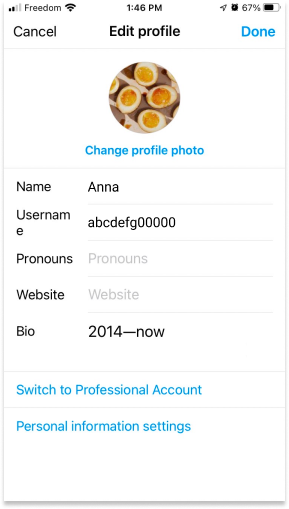 Freedom 1:46 PM 67%
Cancel Edit profile Done
Change profile photo
Name Anna
Usernam
e abcdefg00000
Pronouns Pronouns
Website Website
Bio 2014—now
Switch to Professional Account
Personal information settings